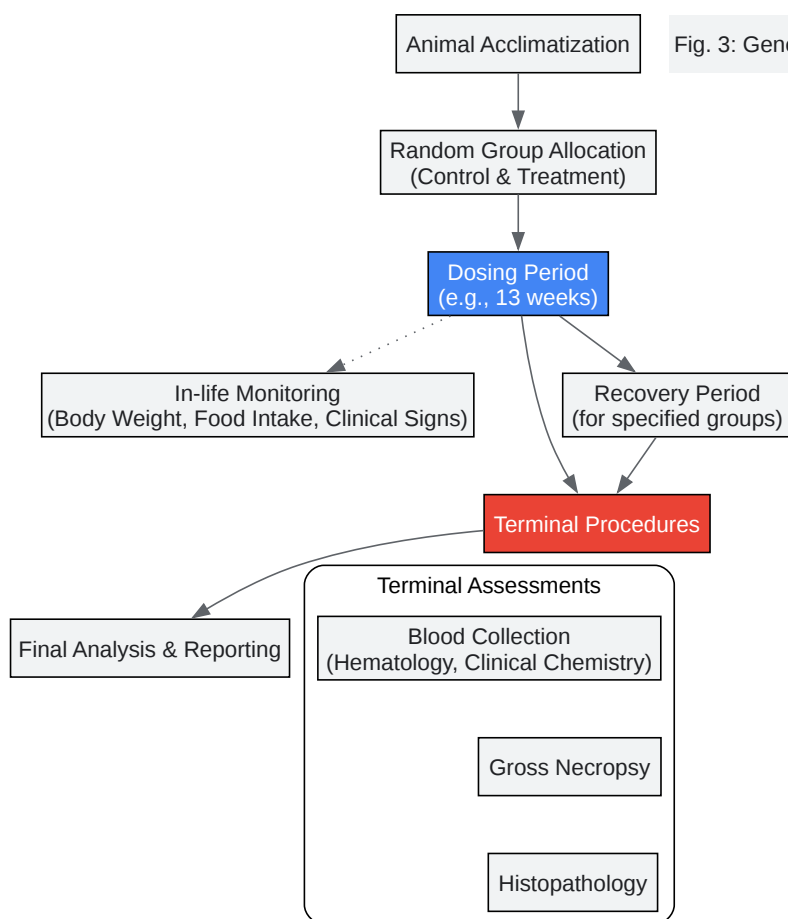 Animal Acclimatization
Fig. 3: Gene
Random Group Allocation
(Control & Treatment)
Dosing Period
(e.g., 13 weeks)
In-life Monitoring
(Body Weight, Food Intake, Clinical Signs)
Recovery Period
(for specified groups)
Terminal Procedures
Terminal Assessments
Final Analysis & Reporting
Blood Collection
(Hematology, Clinical Chemistry)
Gross Necropsy
Histopathology